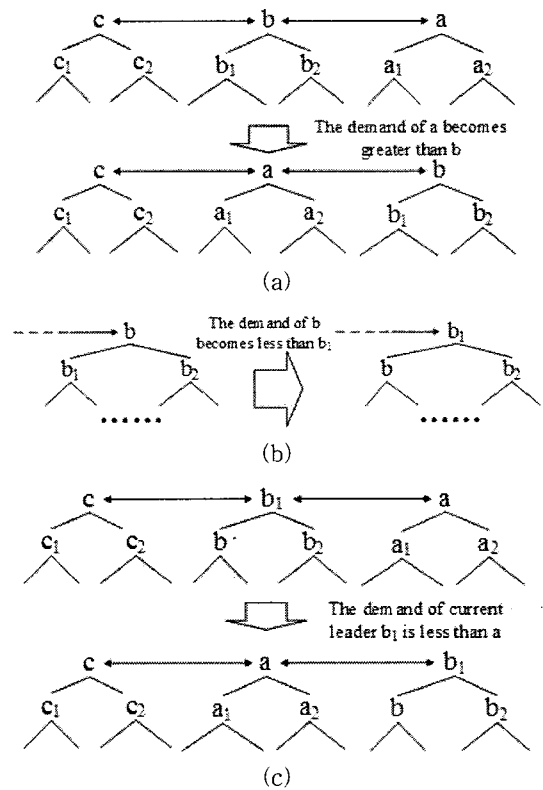 c b a
c1 c2 b1 b2 a1 a2
The demand of a becomes
greater than b
c a b
c1 c2 a1 a2 b1 b2
(a)
b The demand of b b1
becomes less than b1
b1 b2 b b2
...... ......
(b)
c b1 a
c1 c2 b b2 a1 a2
The demand of current
leader b1 is less than a
c a b1
c1 c2 a1 a2 b b2
(c)